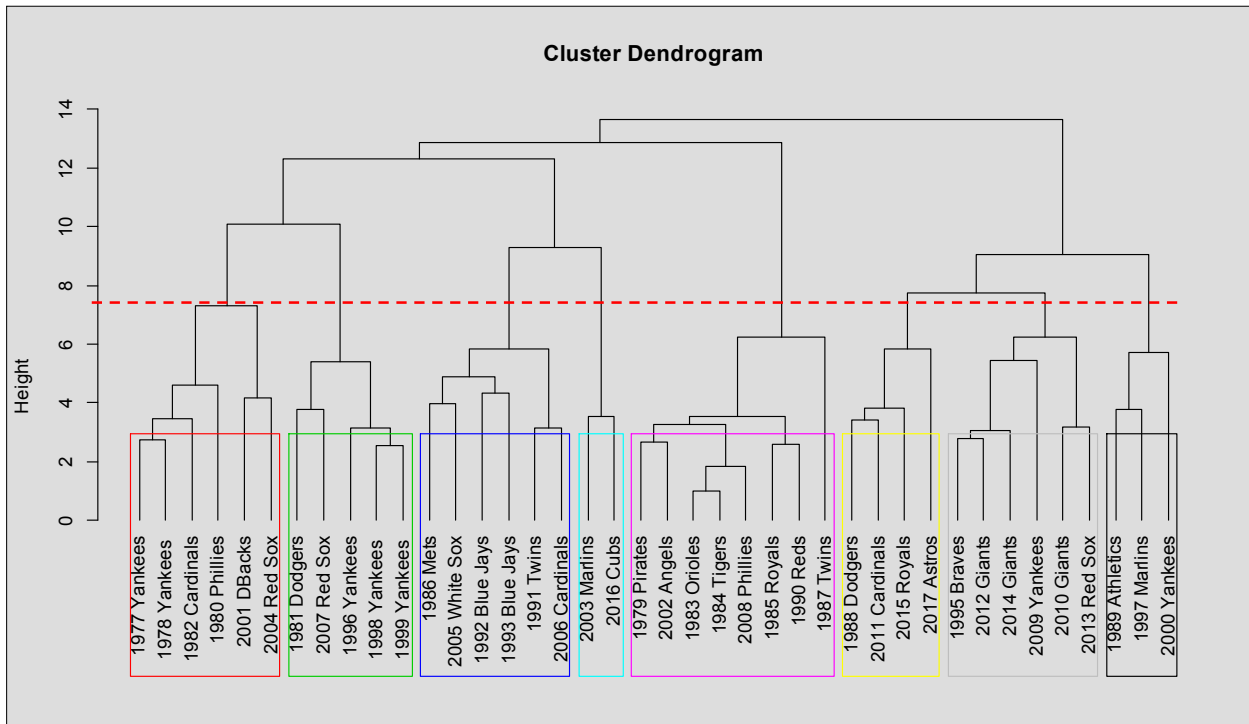 Cluster Dendrogram
Height
14
12
10
8
6
4
2
0
1977 Yankees
1978 Yankees
1982 Cardinals
1980 Phillies
2001 DBacks
2004 Red Sox
1981 Dodgers
2007 Red Sox
1996 Yankees
1998 Yankees
1999 Yankees
1986 Mets
2005 White Sox
1992 Blue Jays
1993 Blue Jays
1991 Twins
2006 Cardinals
2003 Marlins
2016 Cubs
1979 Pirates
2002 Angels
1983 Orioles
1984 Tigers
2008 Phillies
1985 Royals
1990 Reds
1987 Twins
1988 Dodgers
2011 Cardinals
2015 Royals
2017 Astros
1995 Braves
2012 Giants
2014 Giants
2009 Yankees
2010 Giants
2013 Red Sox
1989 Athletics
1997 Marlins
2000 Yankees